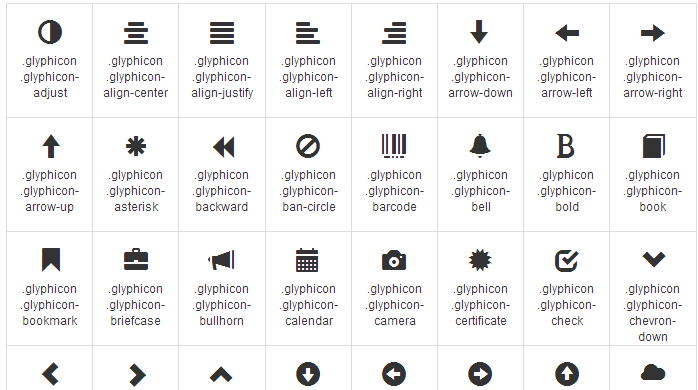 .glyphicon
.glyphicon-
adjust
.glyphicon
.glyphicon-
align-center
.glyphicon
.glyphicon-
align-justify
.glyphicon
.glyphicon-
align-left
.glyphicon
.glyphicon-
align-right
.glyphicon
.glyphicon-
arrow-down
.glyphicon
.glyphicon-
arrow-left
.glyphicon
.glyphicon-
arrow-right
.glyphicon
.glyphicon-
arrow-up
.glyphicon
.glyphicon-
asterisk
.glyphicon
.glyphicon-
backward
.glyphicon
.glyphicon-
ban-circle
.glyphicon
.glyphicon-
barcode
.glyphicon
.glyphicon-
bell
B
.glyphicon
.glyphicon-
bold
.glyphicon
.glyphicon-
book
.glyphicon
.glyphicon-
bookmark
.glyphicon
.glyphicon-
briefcase
.glyphicon
.glyphicon-
bullhorn
.glyphicon
.glyphicon-
calendar
.glyphicon
.glyphicon-
camera
.glyphicon
.glyphicon-
certificate
.glyphicon
.glyphicon-
check
.glyphicon
.glyphicon-
chevron-
down